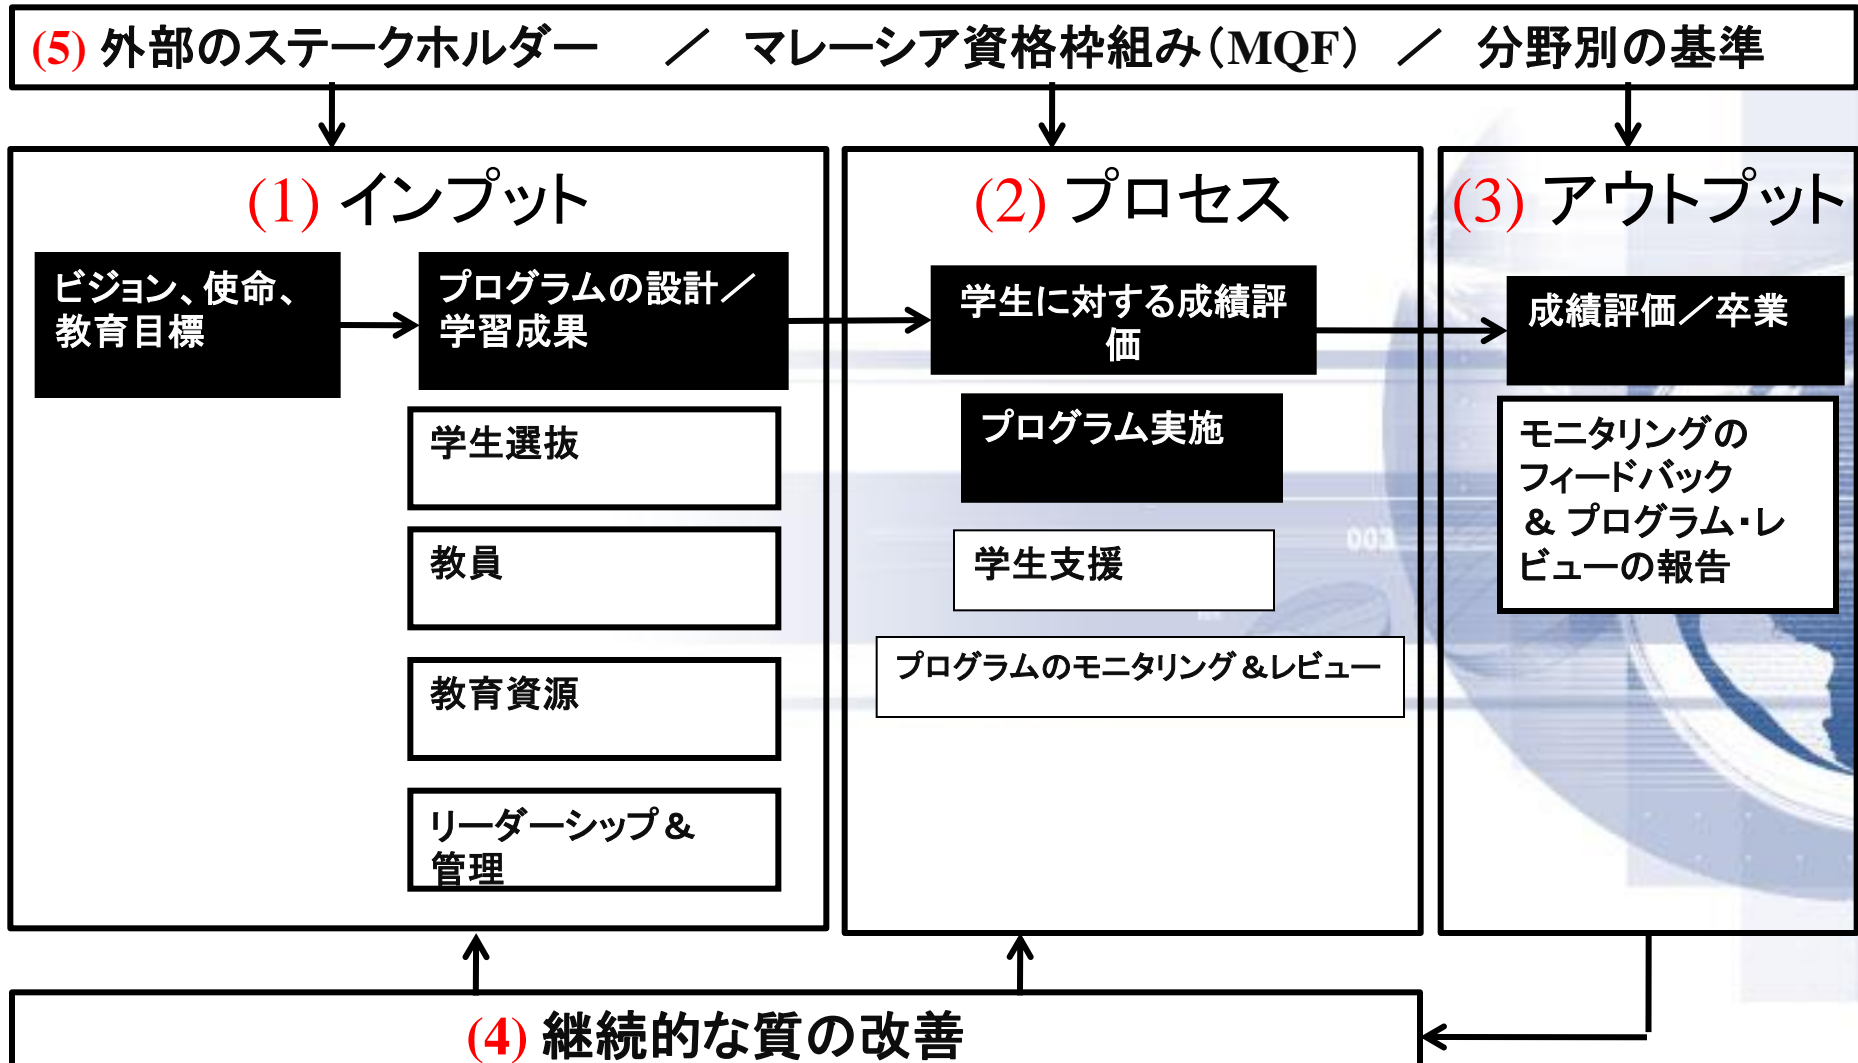 (5) 外部のステークホルダー ／ マレーシア資格枠組み（MQF） ／ 分野別の基準
(1) インプット
ビジョン、使命、
教育目標
プログラムの設計／
学習成果
学生選抜
教員
教育資源
リーダーシップ＆
管理
(2) プロセス
学生に対する成績評
価
プログラム実施
学生支援
プログラムのモニタリング＆レビュー
(3) アウトプット
成績評価／卒業
モニタリングの
フィードバック
＆ プログラム・レ
ビューの報告
003
(4) 継続的な質の改善